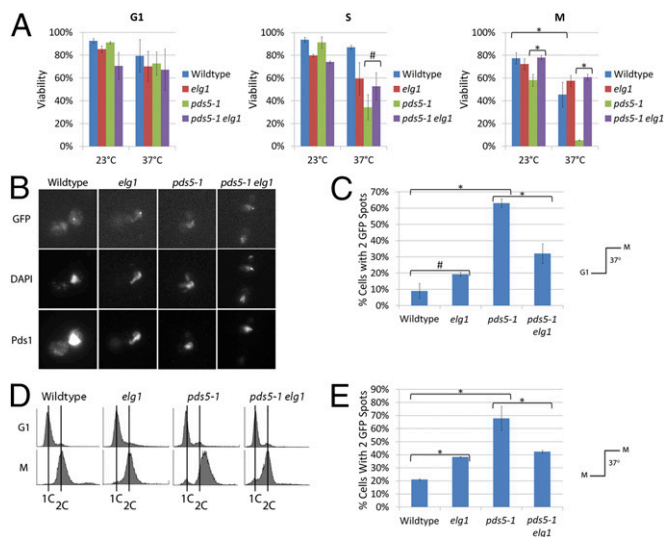 A
G1
Viability
100%
80%
60%
40%
20%
0%
23°C
37°C
Wildtype
elg1
pds5-1
pds5-1 elg1
S
Viability
100%
80%
60%
40%
20%
0%
#
23°C
37°C
Wildtype
elg1
pds5-1
pds5-1 elg1
M
Viability
100%
80%
60%
40%
20%
0%
*
*
*
23°C
37°C
Wildtype
elg1
pds5-1
pds5-1 elg1
B
Wildtype elg1 pds5-1 pds5-1 elg1
GFP
DAPI
Pds1
C
% Cells with 2 GFP Spots
70%
60%
50%
40%
30%
20%
10%
0%
*
*
#
Wildtype elg1 pds5-1 pds5-1
elg1
G1 37° M
D
Wildtype elg1 pds5-1 pds5-1 elg1
G1
M
1C 2C 1C 2C 1C 2C 1C 2C
E
% Cells With 2 GFP Spots
90%
80%
70%
60%
50%
40%
30%
20%
10%
0%
*
*
*
Wildtype elg1 pds5-1 pds5-1
elg1
M 37° M